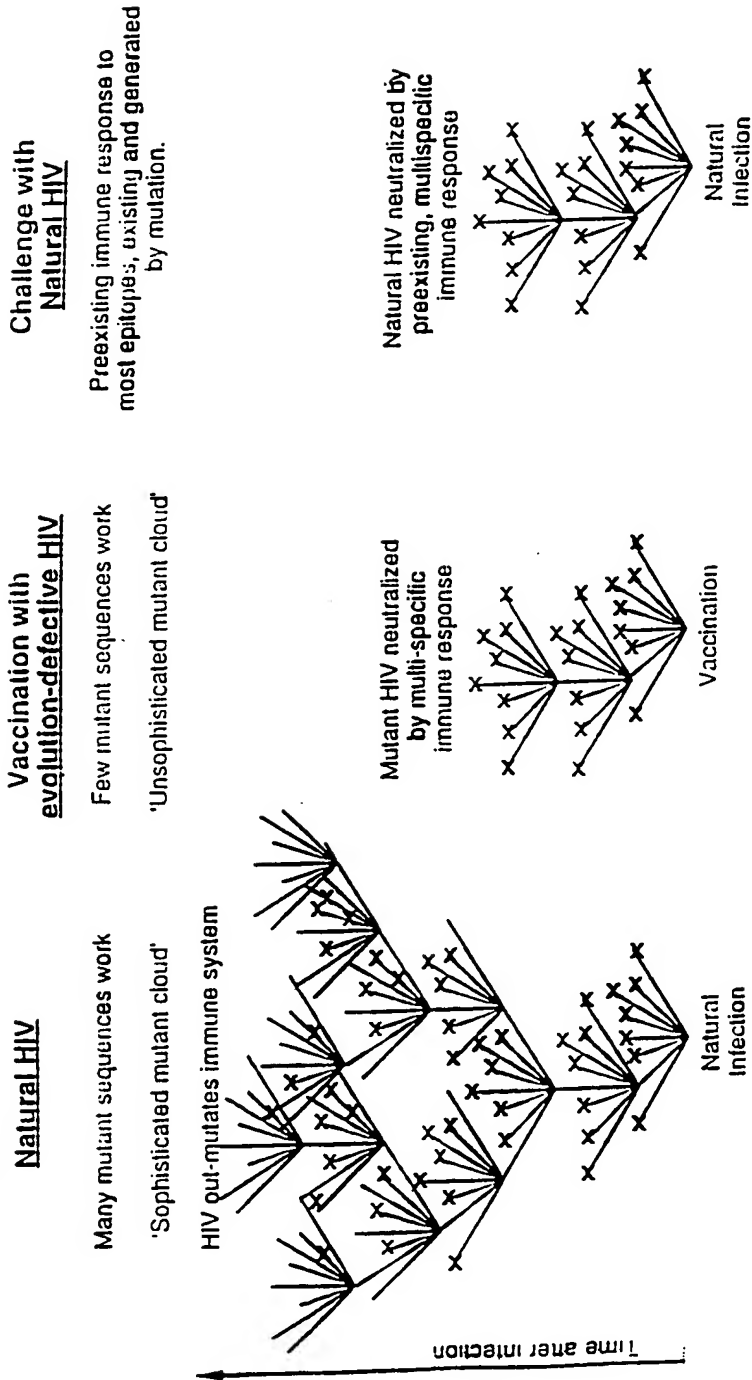 Natural HIV
Many mutant sequences work
'Sophisticated mutant cloud'
HIV out-mutates immune system
Natural
Infection
Time after infection
Vaccination with
evolution-defective HIV
Few mutant sequences work
'Unsophisticated mutant cloud'
Mutant HIV neutralized
by multi-specific
immune response
Vaccination
Challenge with
Natural HIV
Preexisting immune response to
most epitopes, existing and generated
by mutation.
Natural HIV neutralized by
preexisting, multispecific
immune response
Natural
Infection